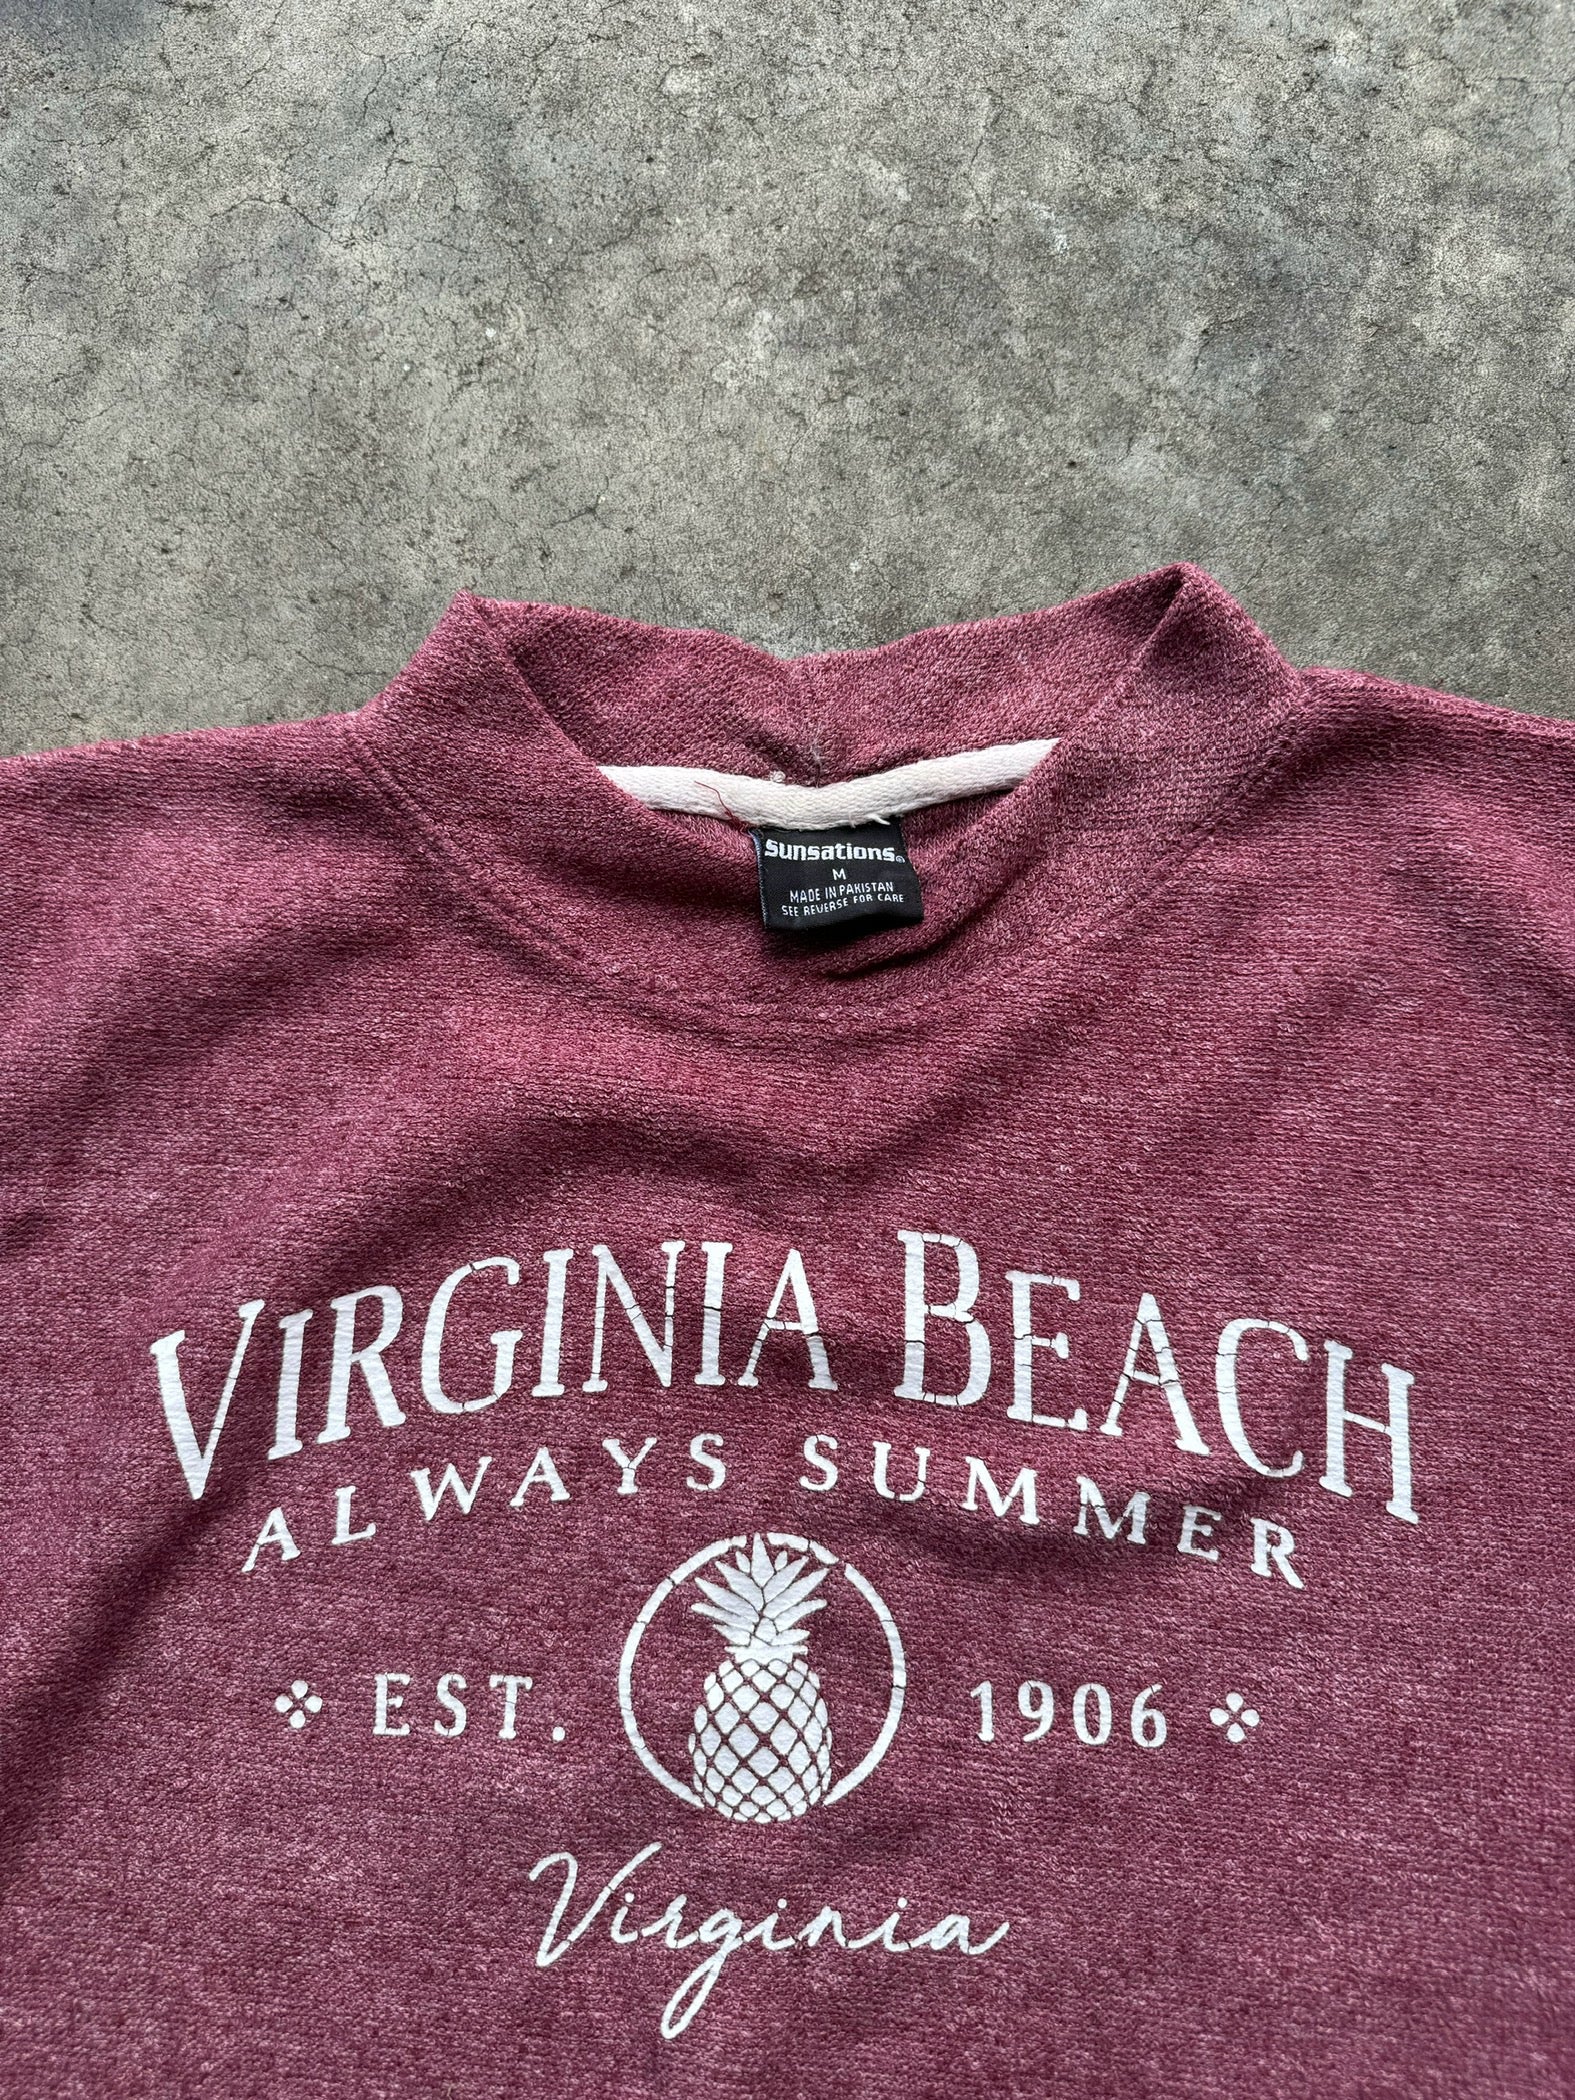 sunsations®
M
MADE IN PAKISTAN
SEE REVERSE FOR CARE
VIRGINIA BEACH
ALWAYS SUMMER
EST. 1906
Virginia